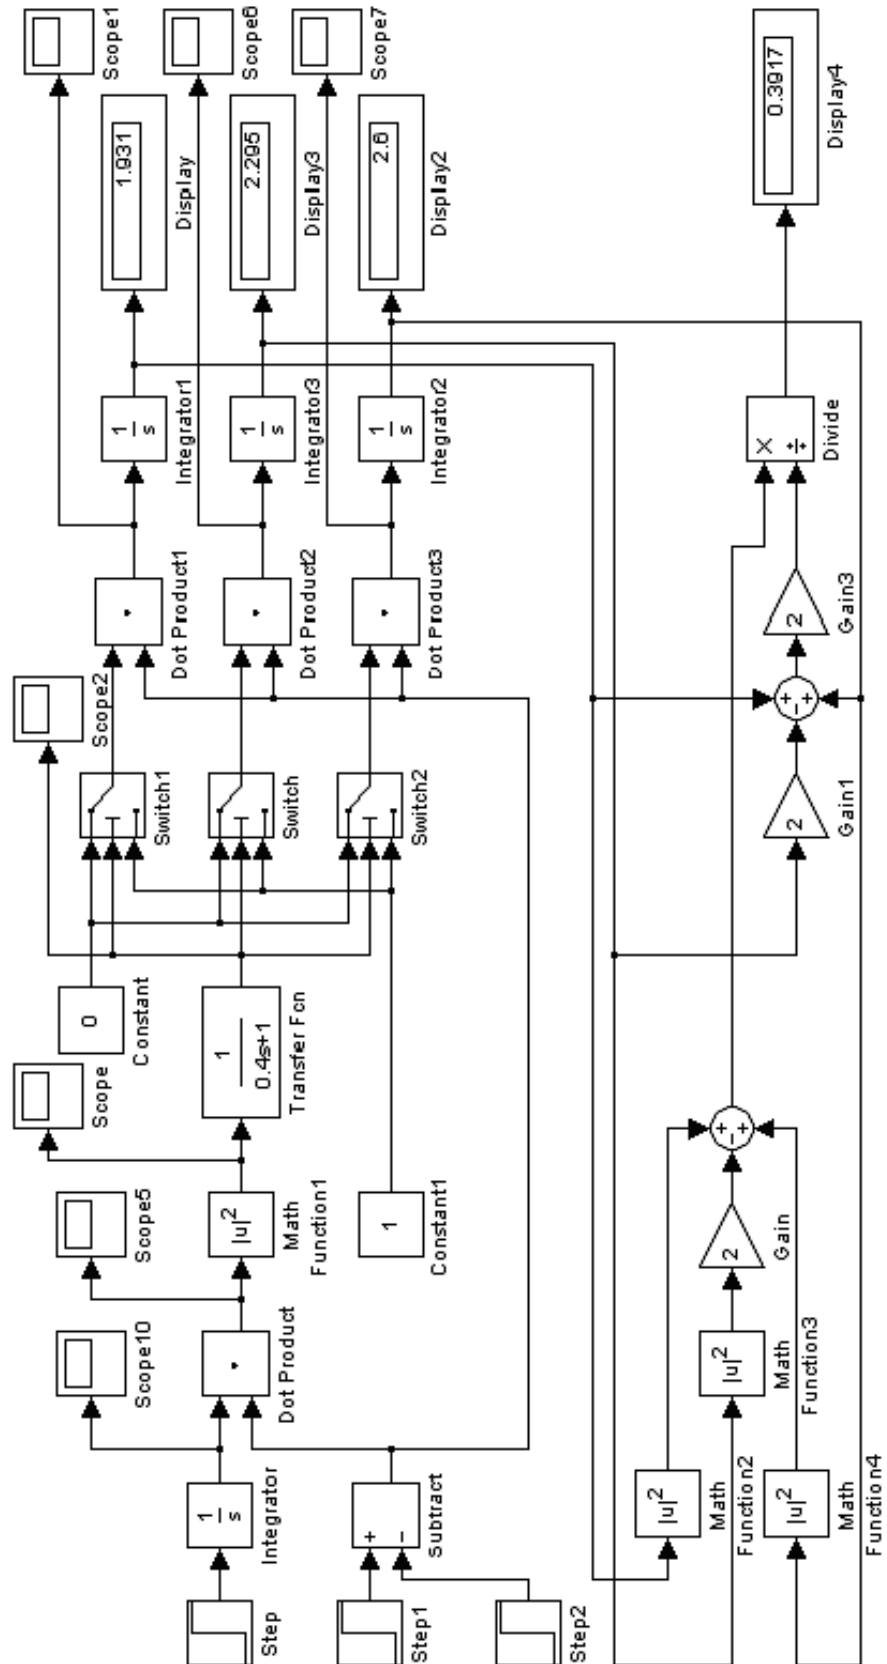 Scope1
Scope6
Scope7
1.931
Display
2.295
Display3
2.6
Display2
0.3917
Display4
1
s
Integrator1
1
s
Integrator3
1
s
Integrator2
×
÷
Divide
Dot Product1
Dot Product2
Dot Product3
2
Gain3
Scope2
Switch1
Switch
Switch2
+
−
+
2
Gain1
0
Constant
1
0.4s+1
Transfer Fcn
Scope
Scope5
|u|²
Math
Function1
1
Constant1
+
−
+
2
Gain
Scope10
Dot Product
|u|²
Math
Function3
1
s
Integrator
+
−
Subtract
|u|²
Math
Function2
|u|²
Math
Function4
Step
Step1
Step2